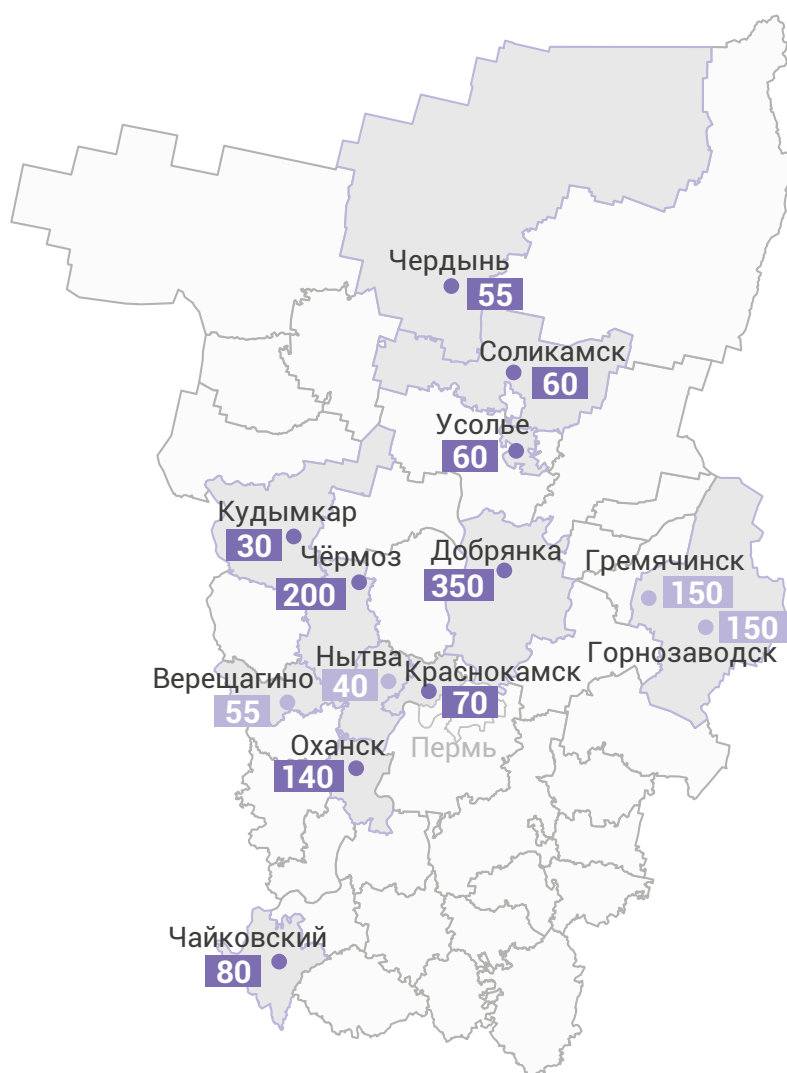 Чердынь
55
Соликамск
60
Усолье
60
Кудымкар
30
Чёрмоз
200
Добрянка
350
Гремячинск
150
150
Горнозаводск
Верещагино
55
Нытва
40
Краснокамск
70
Пермь
Оханск
140
Чайковский
80